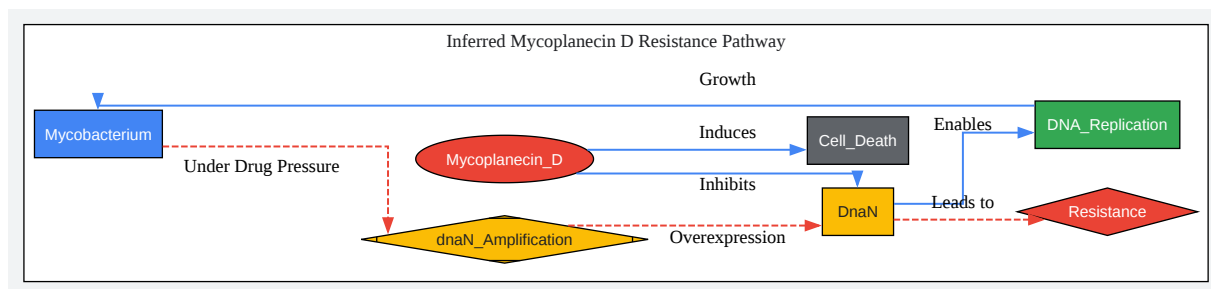 Inferred Mycoplanecin D Resistance Pathway
Growth
Mycobacterium
Under Drug Pressure
Mycoplanecin_D
Induces
Inhibits
Cell_Death
Enables
DNA_Replication
dnaN_Amplification
Overexpression
DnaN
Leads to
Resistance